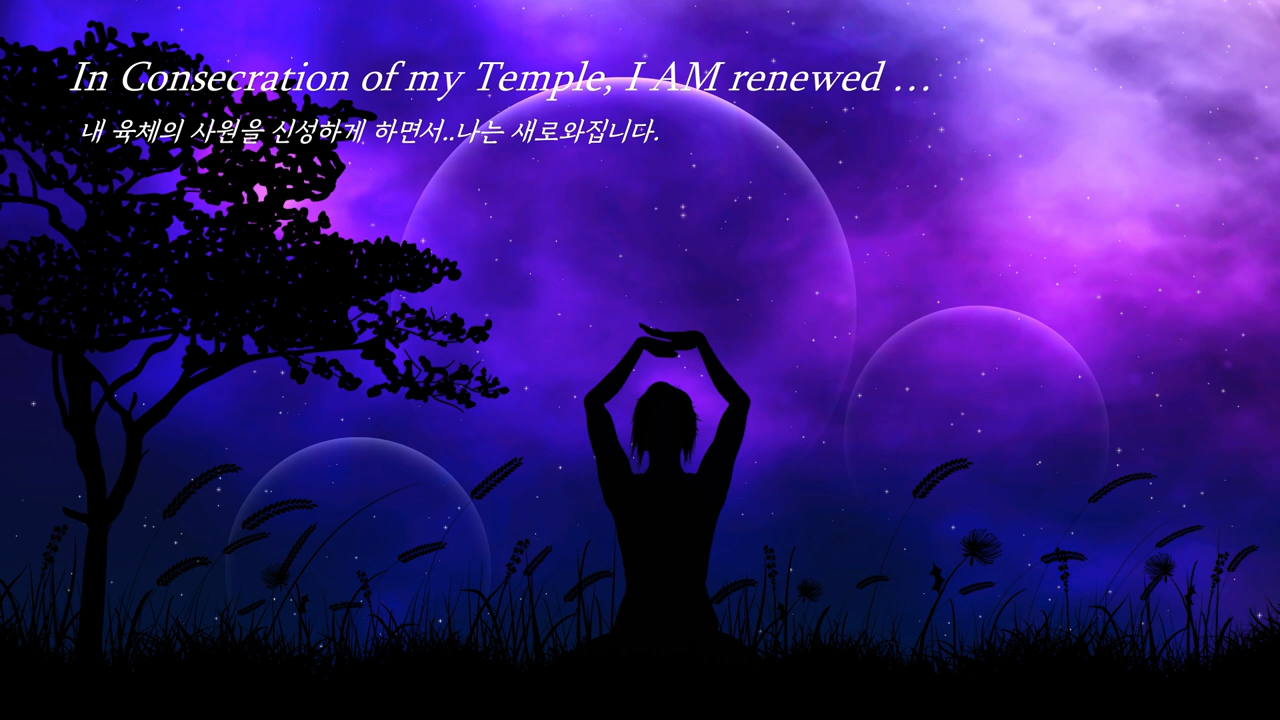 In Consecration of my Temple, I AM renewed …
내 육체의 사원을 신성하게 하면서..나는 새로와집니다.